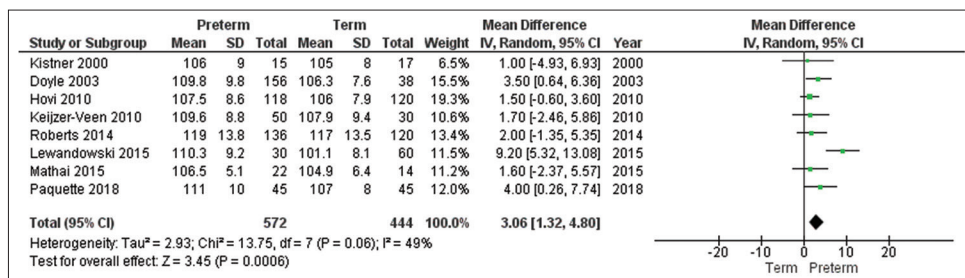 Preterm Term Mean Difference Mean Difference
Study or Subgroup Mean SD Total Mean SD Total Weight IV, Random, 95% CI Year IV, Random, 95% CI
Kistner 2000 106 9 15 105 8 17 6.5% 1.00 [-4.93, 6.93] 2000
Doyle 2003 109.8 9.8 156 106.3 7.6 38 15.5% 3.50 [0.64, 6.36] 2003
Hovi 2010 107.5 8.6 118 106 7.9 120 19.3% 1.50 [-0.60, 3.60] 2010
Keijzer-Veen 2010 109.6 8.8 50 107.9 9.4 30 10.6% 1.70 [-2.46, 5.86] 2010
Roberts 2014 119 13.8 136 117 13.5 120 13.4% 2.00 [-1.35, 5.35] 2014
Lewandowski 2015 110.3 9.2 30 101.1 8.1 60 11.5% 9.20 [5.32, 13.08] 2015
Mathai 2015 106.5 5.1 22 104.9 6.4 14 11.2% 1.60 [-2.37, 5.57] 2015
Paquette 2018 111 10 45 107 8 45 12.0% 4.00 [0.26, 7.74] 2018
Total (95% CI) 572 444 100.0% 3.06 [1.32, 4.80]
Heterogeneity: Tau² = 2.93; Chi² = 13.75, df = 7 (P = 0.06); I² = 49%
Test for overall effect: Z = 3.45 (P = 0.0006)
-20 -10 0 10 20
Term Preterm